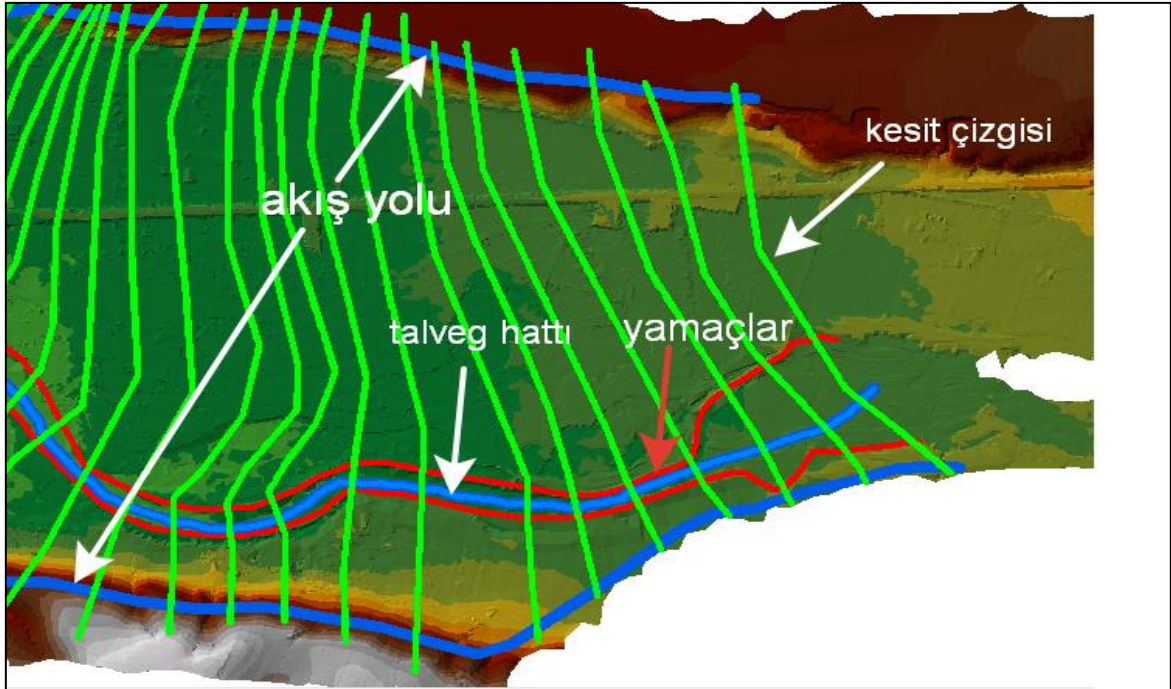 kesit çizgisi
akış yolu
talveg hattı
yamaçlar